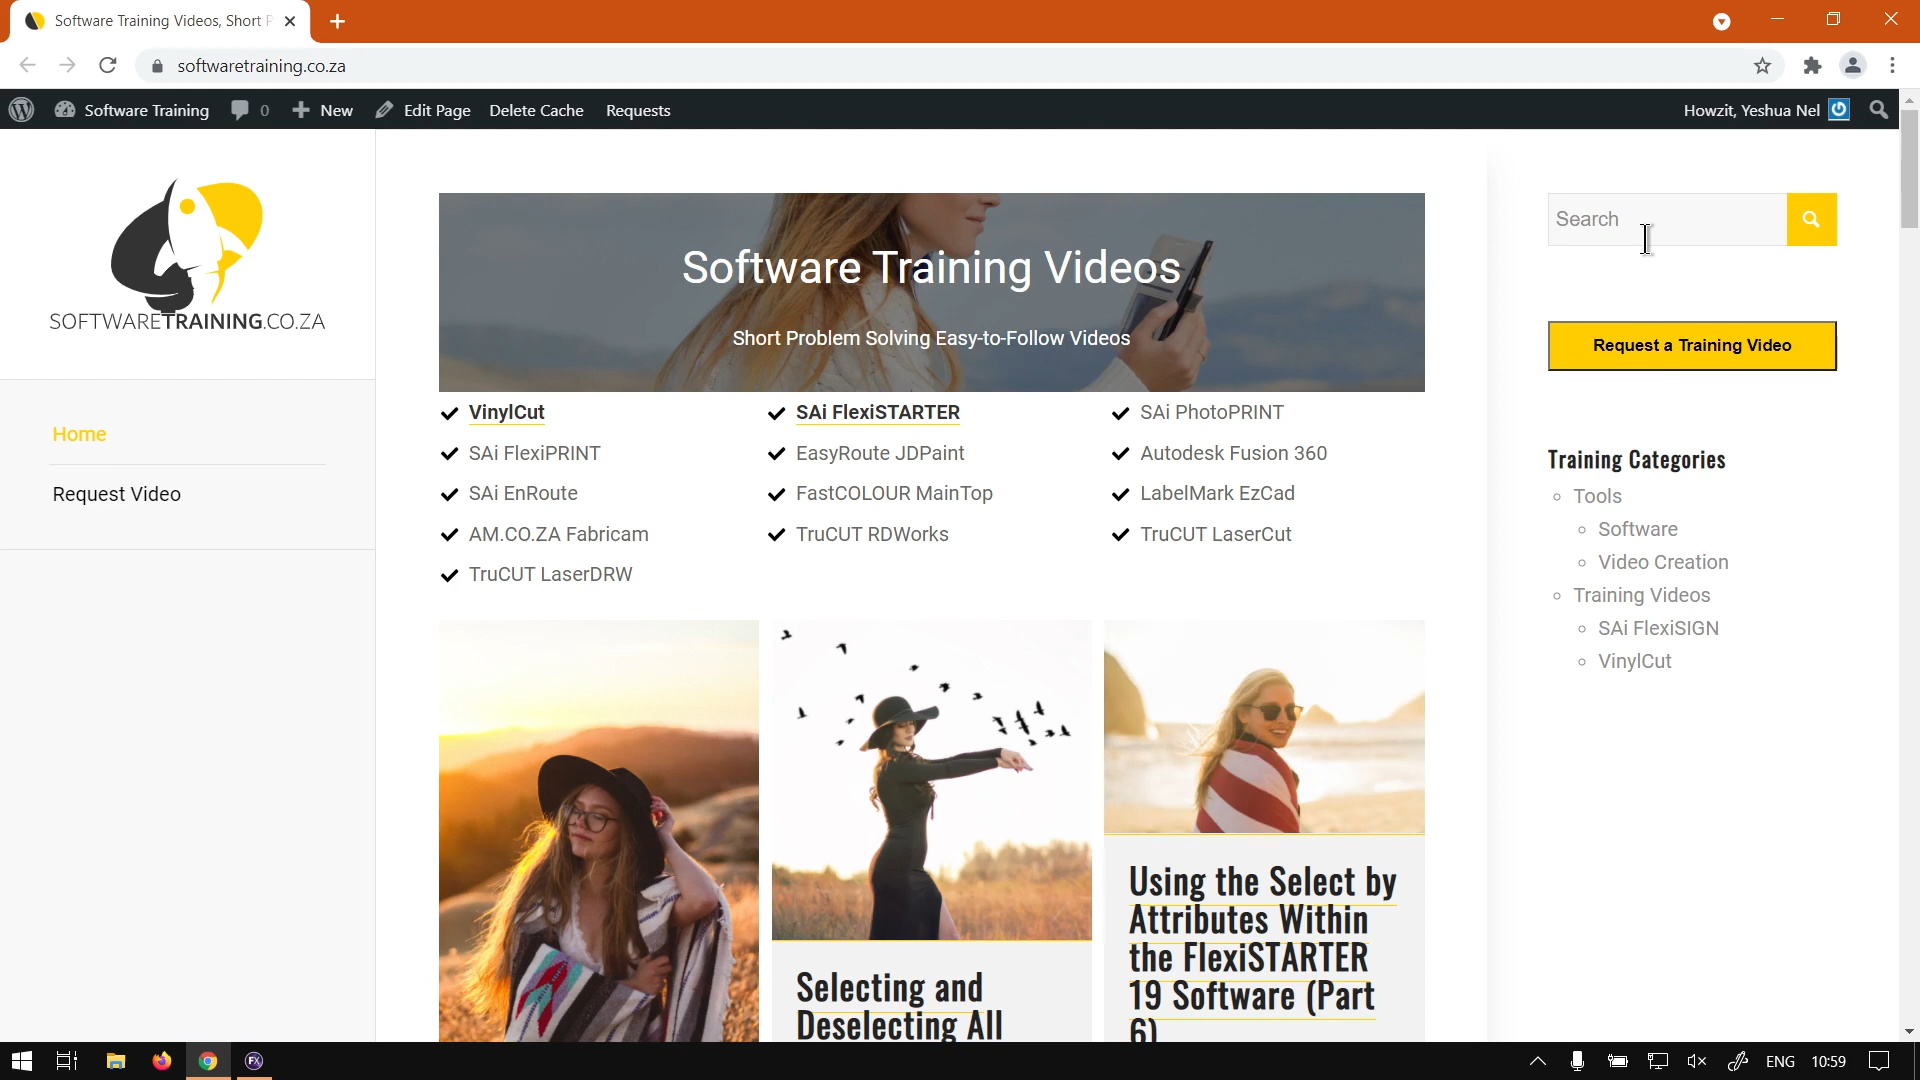 Software Training Videos, Short P
softwaretraining.co.za
Software Training
0
New
Edit Page
Delete Cache
Requests
Howzit, Yeshua Nel
SOFTWARETRAINING.CO.ZA
Home
Request Video
Software Training Videos
Short Problem Solving Easy-to-Follow Videos
VinylCut
SAi FlexiSTARTER
SAi PhotoPRINT
SAi FlexiPRINT
EasyRoute JDPaint
Autodesk Fusion 360
SAi EnRoute
FastCOLOUR MainTop
LabelMark EzCad
AM.CO.ZA Fabricam
TruCUT RDWorks
TruCUT LaserCut
TruCUT LaserDRW
Selecting and
Deselecting All
Using the Select by
Attributes Within
the FlexiSTARTER
19 Software (Part
6)
Search
Request a Training Video
Training Categories
Tools
Software
Video Creation
Training Videos
SAi FlexiSIGN
VinylCut
FX
ENG
10:59